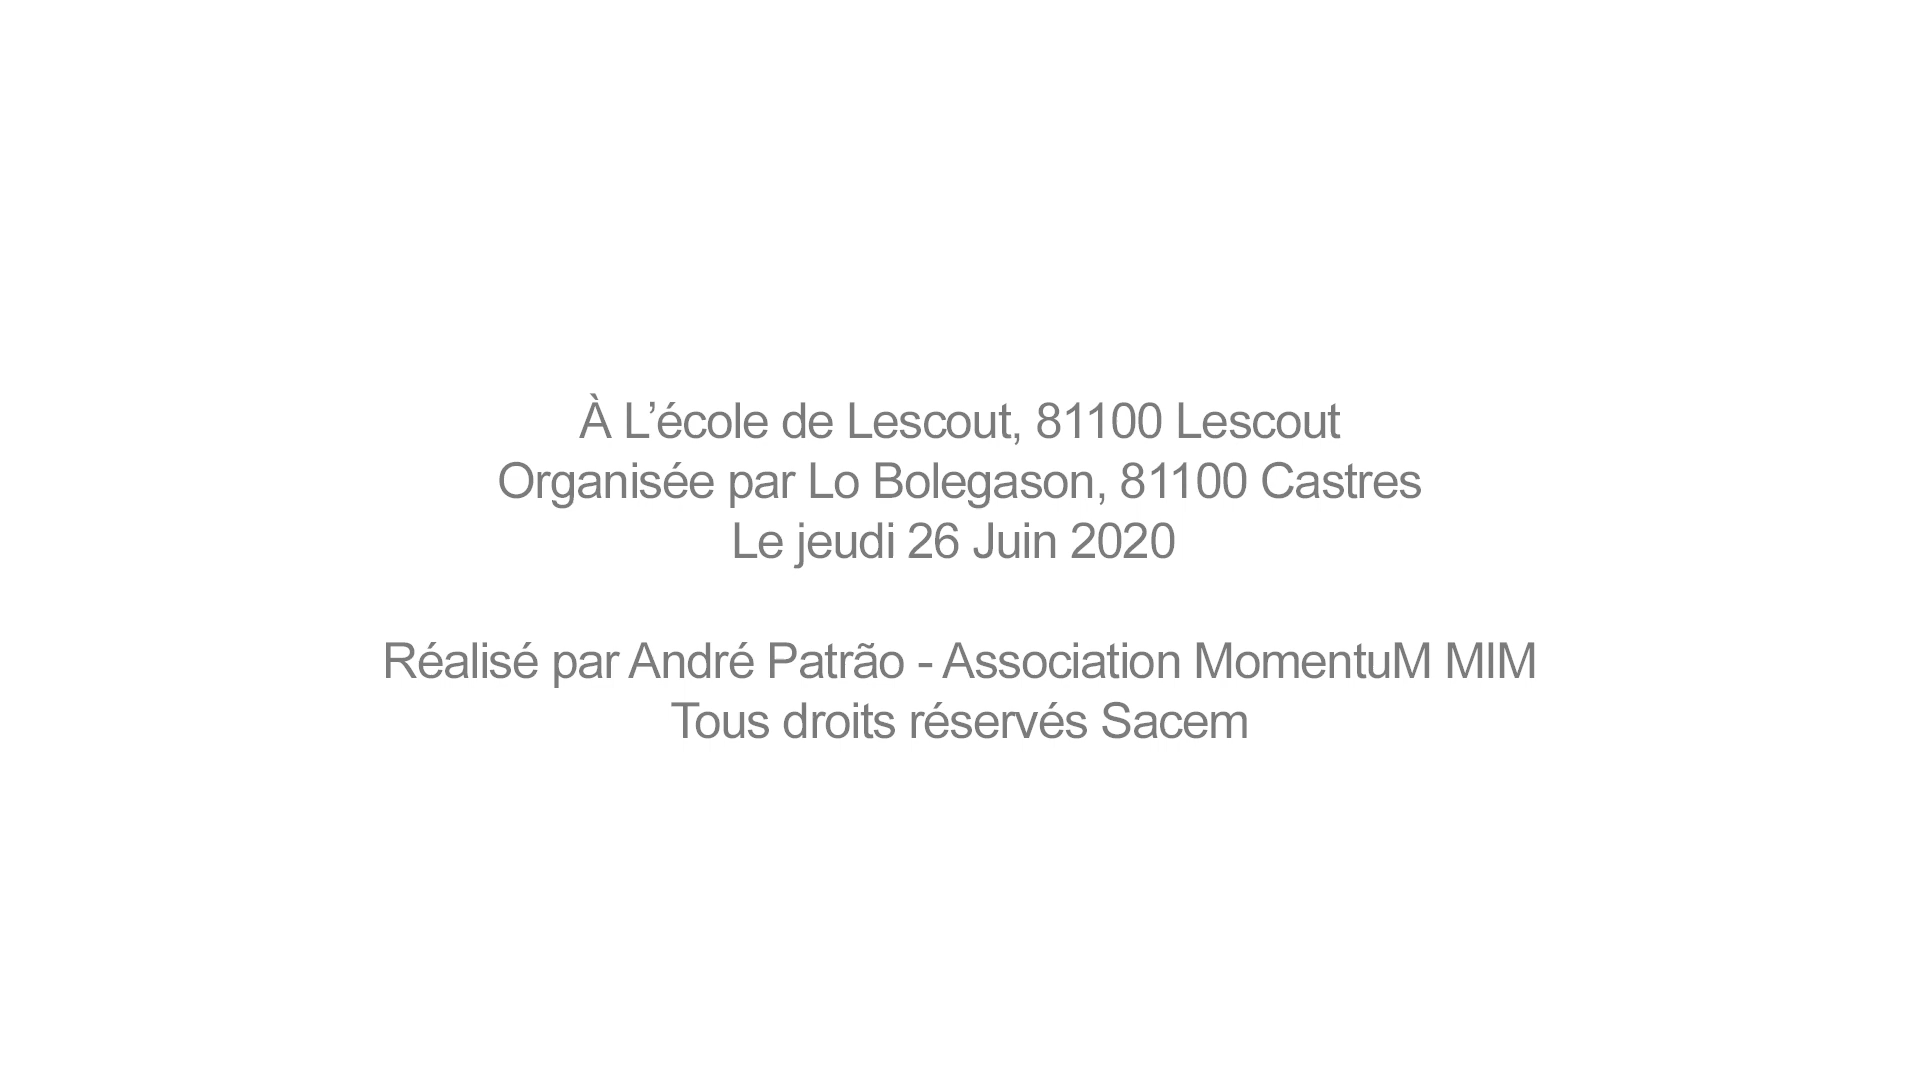 À L’école de Lescout, 81100 Lescout
Organisée par Lo Bolegason, 81100 Castres
Le jeudi 26 Juin 2020
Réalisé par André Patrão - Association MomentuM MIM
Tous droits réservés Sacem